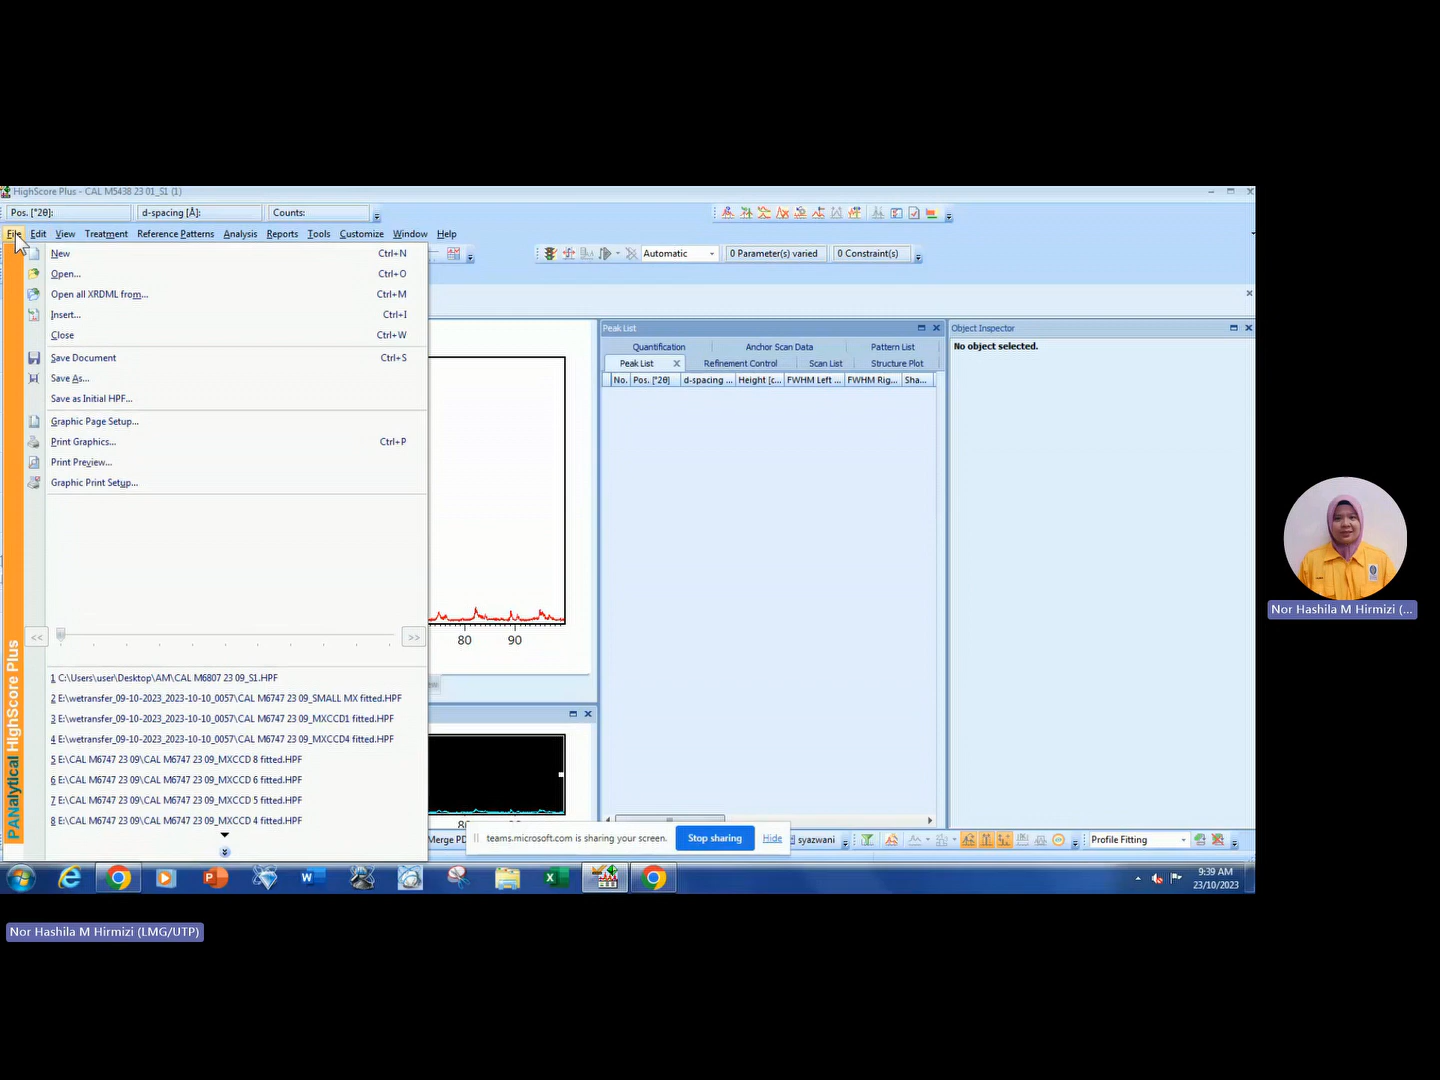 HighScore Plus - CAL M5438 23 01_S1 (1)
Pos. [°2θ]: d-spacing [Å]: Counts:
File Edit View Treatment Reference Patterns Analysis Reports Tools Customize Window Help
New Ctrl+N
Open... Ctrl+O
Open all XRDML from... Ctrl+M
Insert... Ctrl+I
Close Ctrl+W
Save Document Ctrl+S
Save As...
Save as Initial HPF...
Graphic Page Setup...
Print Graphics... Ctrl+P
Print Preview...
Graphic Print Setup...
<< >>
1 C:\Users\user\Desktop\AM\CAL M6807 23 09_S1.HPF
2 E:\wetransfer_09-10-2023_2023-10-10_0057\CAL M6747 23 09_SMALL MX fitted.HPF
3 E:\wetransfer_09-10-2023_2023-10-10_0057\CAL M6747 23 09_MXCCD1 fitted.HPF
4 E:\wetransfer_09-10-2023_2023-10-10_0057\CAL M6747 23 09_MXCCD4 fitted.HPF
5 E:\CAL M6747 23 09\CAL M6747 23 09_MXCCD 8 fitted.HPF
6 E:\CAL M6747 23 09\CAL M6747 23 09_MXCCD 6 fitted.HPF
7 E:\CAL M6747 23 09\CAL M6747 23 09_MXCCD 5 fitted.HPF
8 E:\CAL M6747 23 09\CAL M6747 23 09_MXCCD 4 fitted.HPF
PANalytical HighScore Plus
Automatic 0 Parameter(s) varied 0 Constraint(s)
80 90
Peak List
Quantification Anchor Scan Data Pattern List
Peak List Refinement Control Scan List Structure Plot
No. Pos. [°2θ] d-spacing ... Height [c... FWHM Left ... FWHM Rig... Sha...
Object Inspector
No object selected.
Merge PD
teams.microsoft.com is sharing your screen. Stop sharing Hide
syazwani
Profile Fitting
9:39 AM
23/10/2023
Nor Hashila M Hirmizi (...
Nor Hashila M Hirmizi (LMG/UTP)